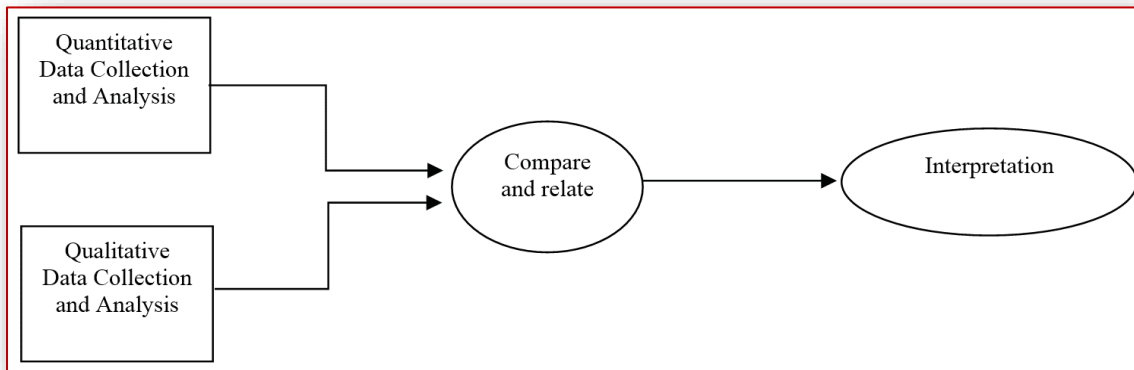 Quantitative
Data Collection
and Analysis
Compare
and relate
Interpretation
Qualitative
Data Collection
and Analysis